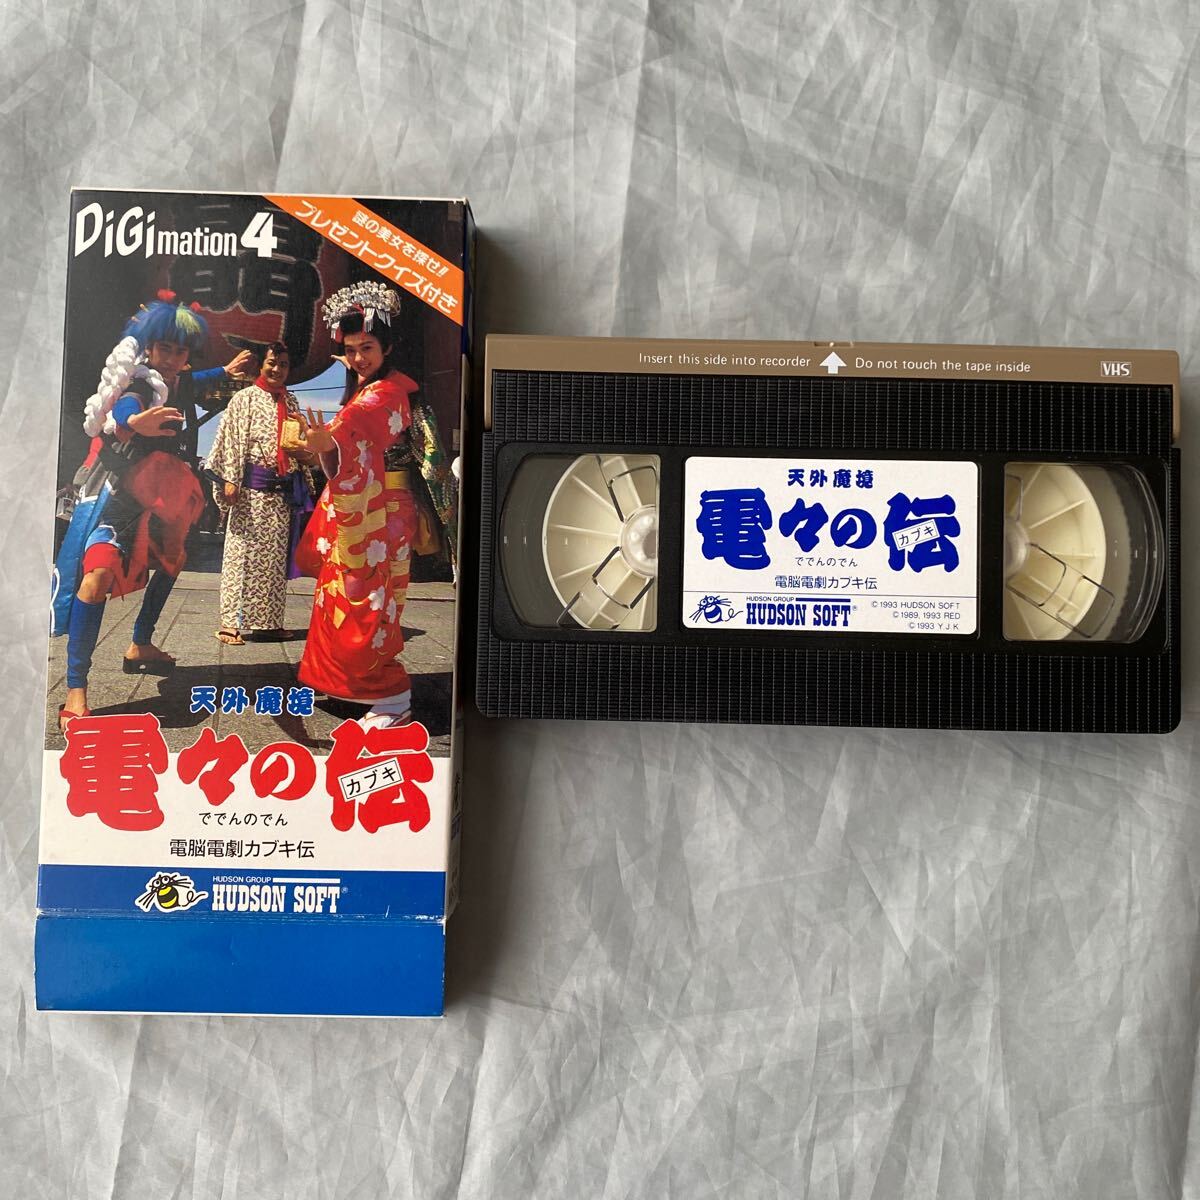 DiGimation 4
謎の美女を探せ!!
プレゼントクイズ付き
天外魔境
電々の伝
カブキ
ででんのでん
電脳電劇カブキ伝
HUDSON GROUP
HUDSON SOFT®
Insert this side into recorder Do not touch the tape inside
VHS
天外魔境
電々の伝
カブキ
ででんのでん
電脳電劇カブキ伝
HUDSON GROUP
HUDSON SOFT®
©1993 HUDSON SOFT
©1989, 1993 RED
©1993 Y.J.K